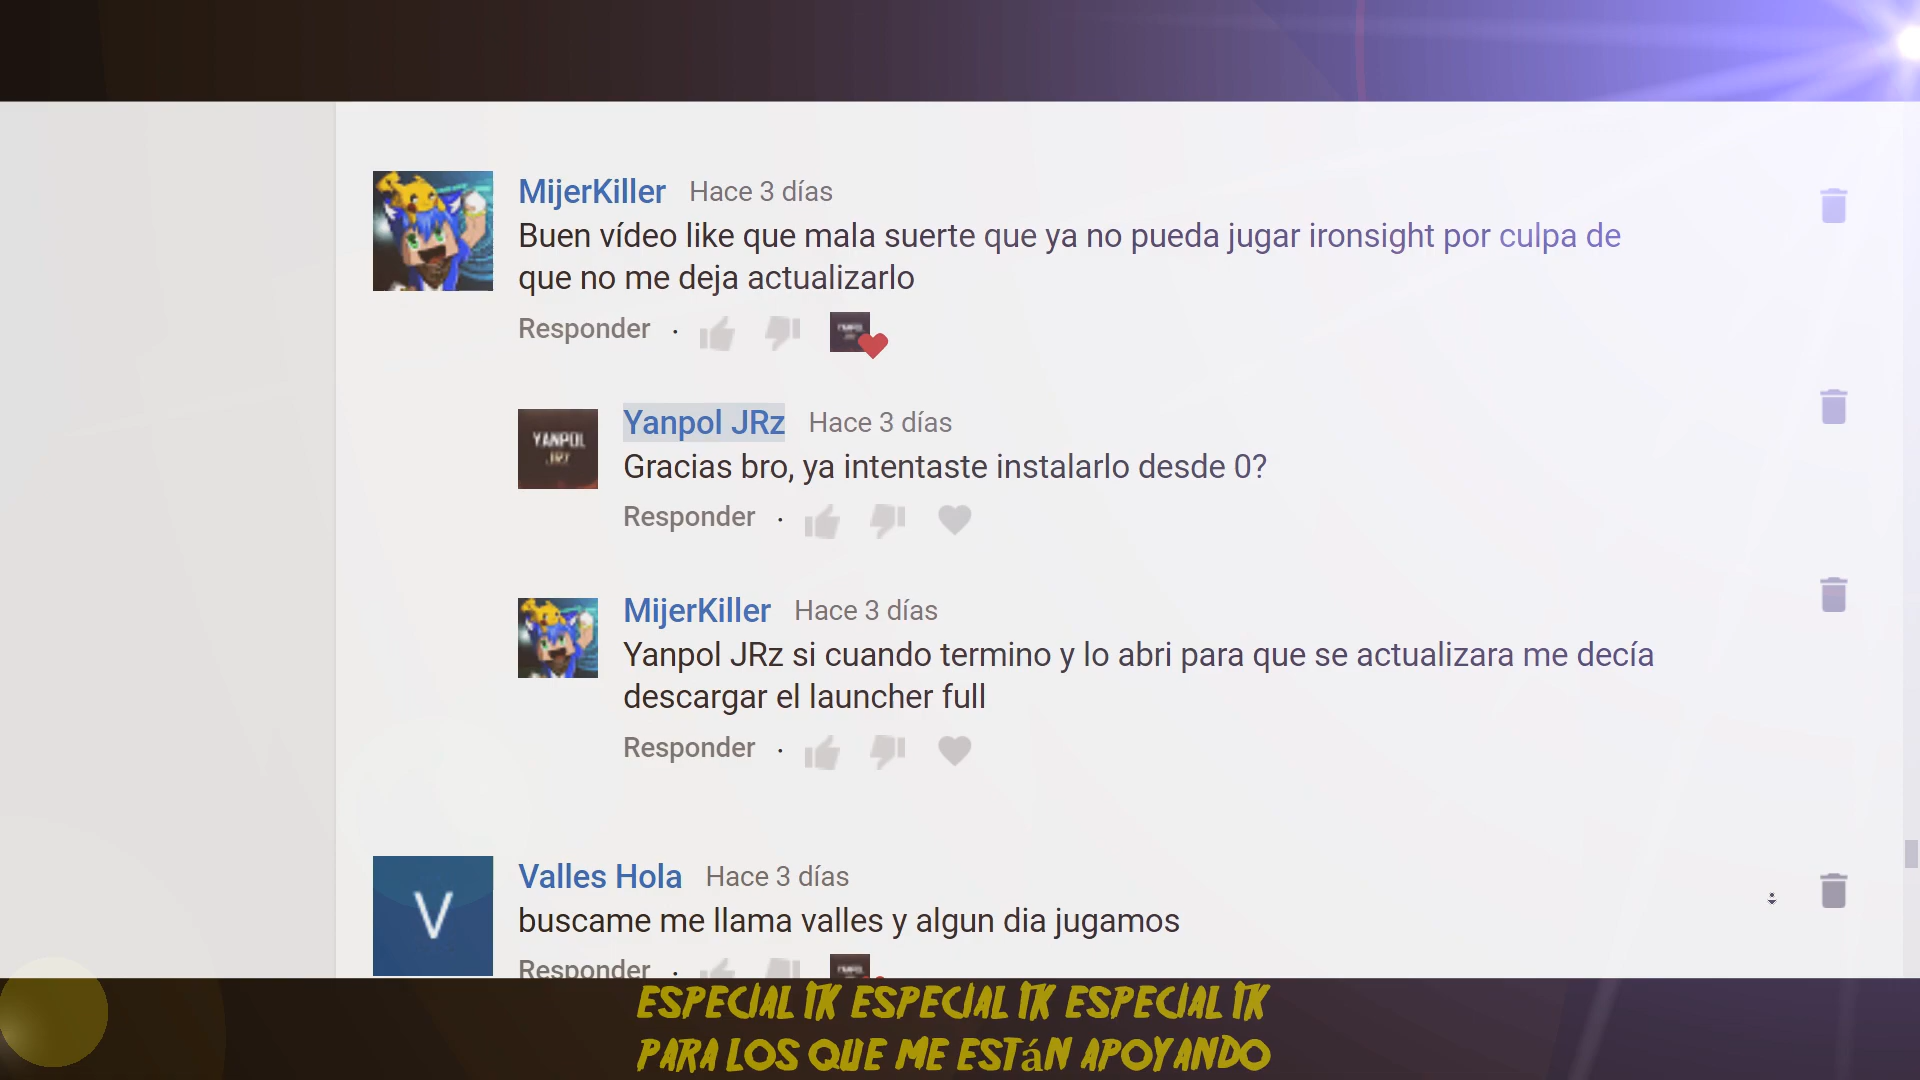 MijerKiller Hace 3 días
Buen vídeo like que mala suerte que ya no pueda jugar ironsight por culpa de
que no me deja actualizarlo
Responder ·
YANPOL
JRz
Yanpol JRz Hace 3 días
Gracias bro, ya intentaste instalarlo desde 0?
Responder ·
MijerKiller Hace 3 días
Yanpol JRz si cuando termino y lo abri para que se actualizara me decía
descargar el launcher full
Responder ·
V
Valles Hola Hace 3 días
buscame me llama valles y algun dia jugamos
Responder ·
ESPECIAL 1K ESPECIAL 1K ESPECIAL 1K
PARA LOS QUE ME ESTáN APOYANDO